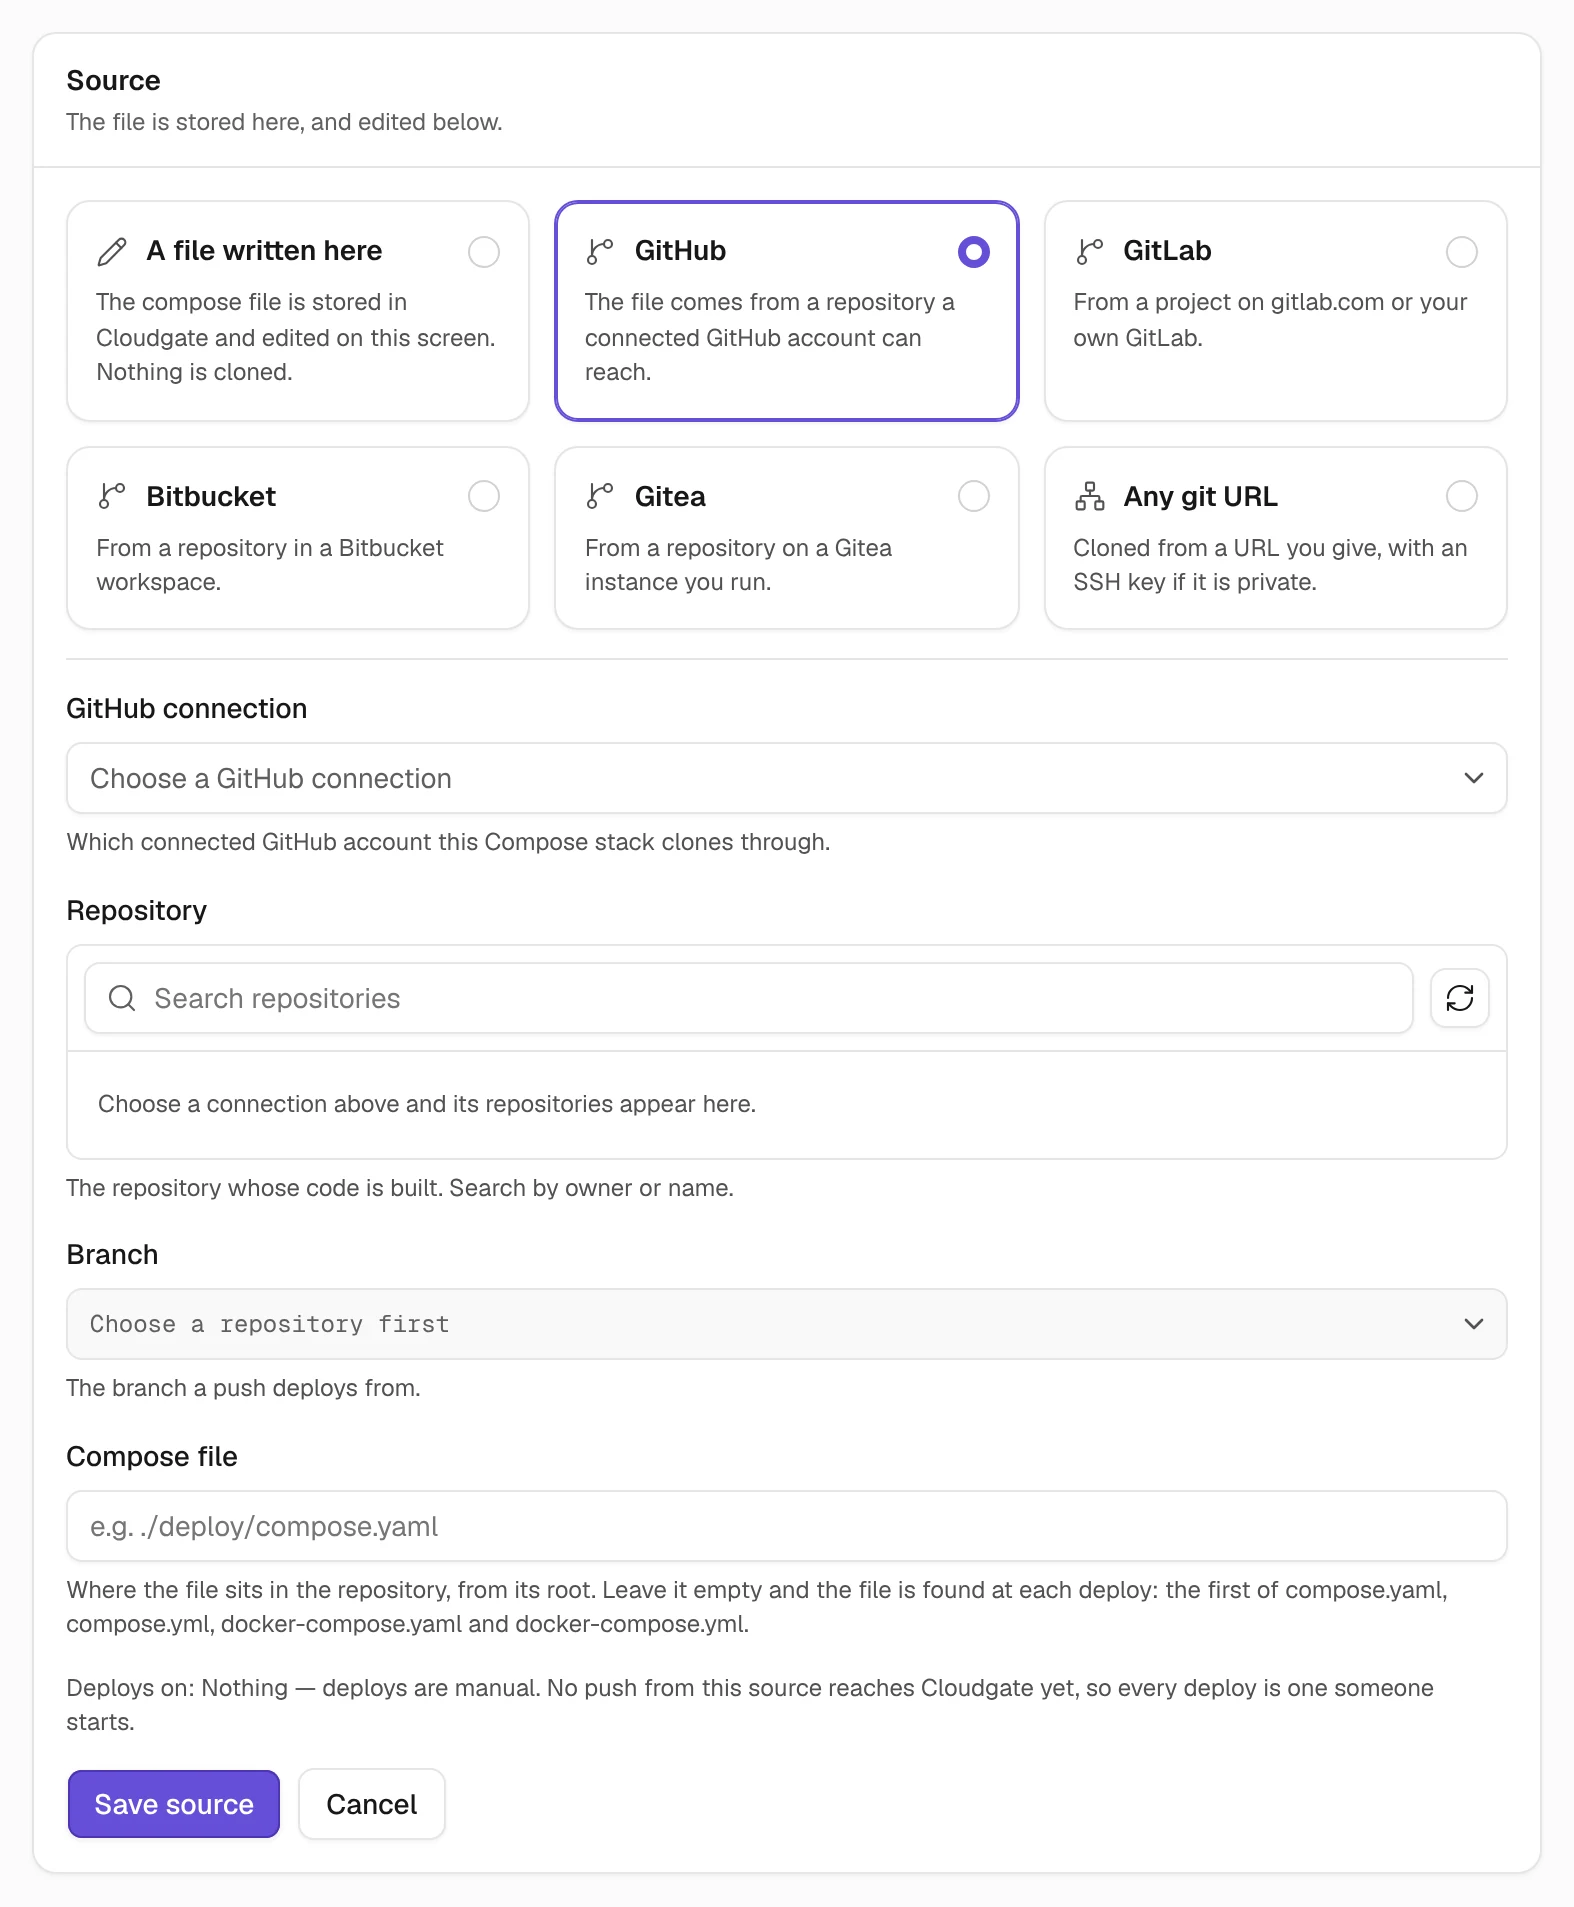 Source
The file is stored here, and edited below.
A file written here
The compose file is stored in
Cloudgate and edited on this screen.
Nothing is cloned.
GitHub
The file comes from a repository a
connected GitHub account can
reach.
GitLab
From a project on gitlab.com or your
own GitLab.
Bitbucket
From a repository in a Bitbucket
workspace.
Gitea
From a repository on a Gitea
instance you run.
Any git URL
Cloned from a URL you give, with an
SSH key if it is private.
GitHub connection
Choose a GitHub connection
Which connected GitHub account this Compose stack clones through.
Repository
Search repositories
Choose a connection above and its repositories appear here.
The repository whose code is built. Search by owner or name.
Branch
Choose a repository first
The branch a push deploys from.
Compose file
e.g. ./deploy/compose.yaml
Where the file sits in the repository, from its root. Leave it empty and the file is found at each deploy: the first of compose.yaml,
compose.yml, docker-compose.yaml and docker-compose.yml.
Deploys on: Nothing — deploys are manual. No push from this source reaches Cloudgate yet, so every deploy is one someone
starts.
Save source
Cancel